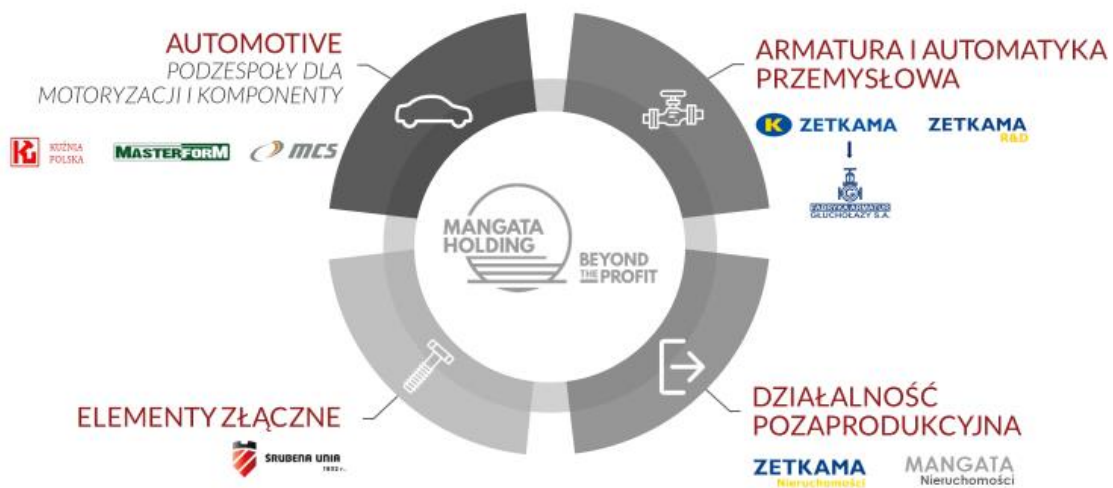 AUTOMOTIVE
PODZESPOŁY DLA
MOTORYZACJI I KOMPONENTY
KUŹNIA
POLSKA
MASTERFORM
MCS
ARMATURA I AUTOMATYKA
PRZEMYSŁOWA
K ZETKAMA
ZETKAMA
R&D
FABRYKA ARMATUR
GŁUCHOŁAZY S.A.
MANGATA
HOLDING
BEYOND
THE PROFIT
ELEMENTY ZŁĄCZNE
ŚRUBENA UNIA
1832 r.
DZIAŁALNOŚĆ
POZAPRODUKCYJNA
ZETKAMA
Nieruchomości
MANGATA
Nieruchomości